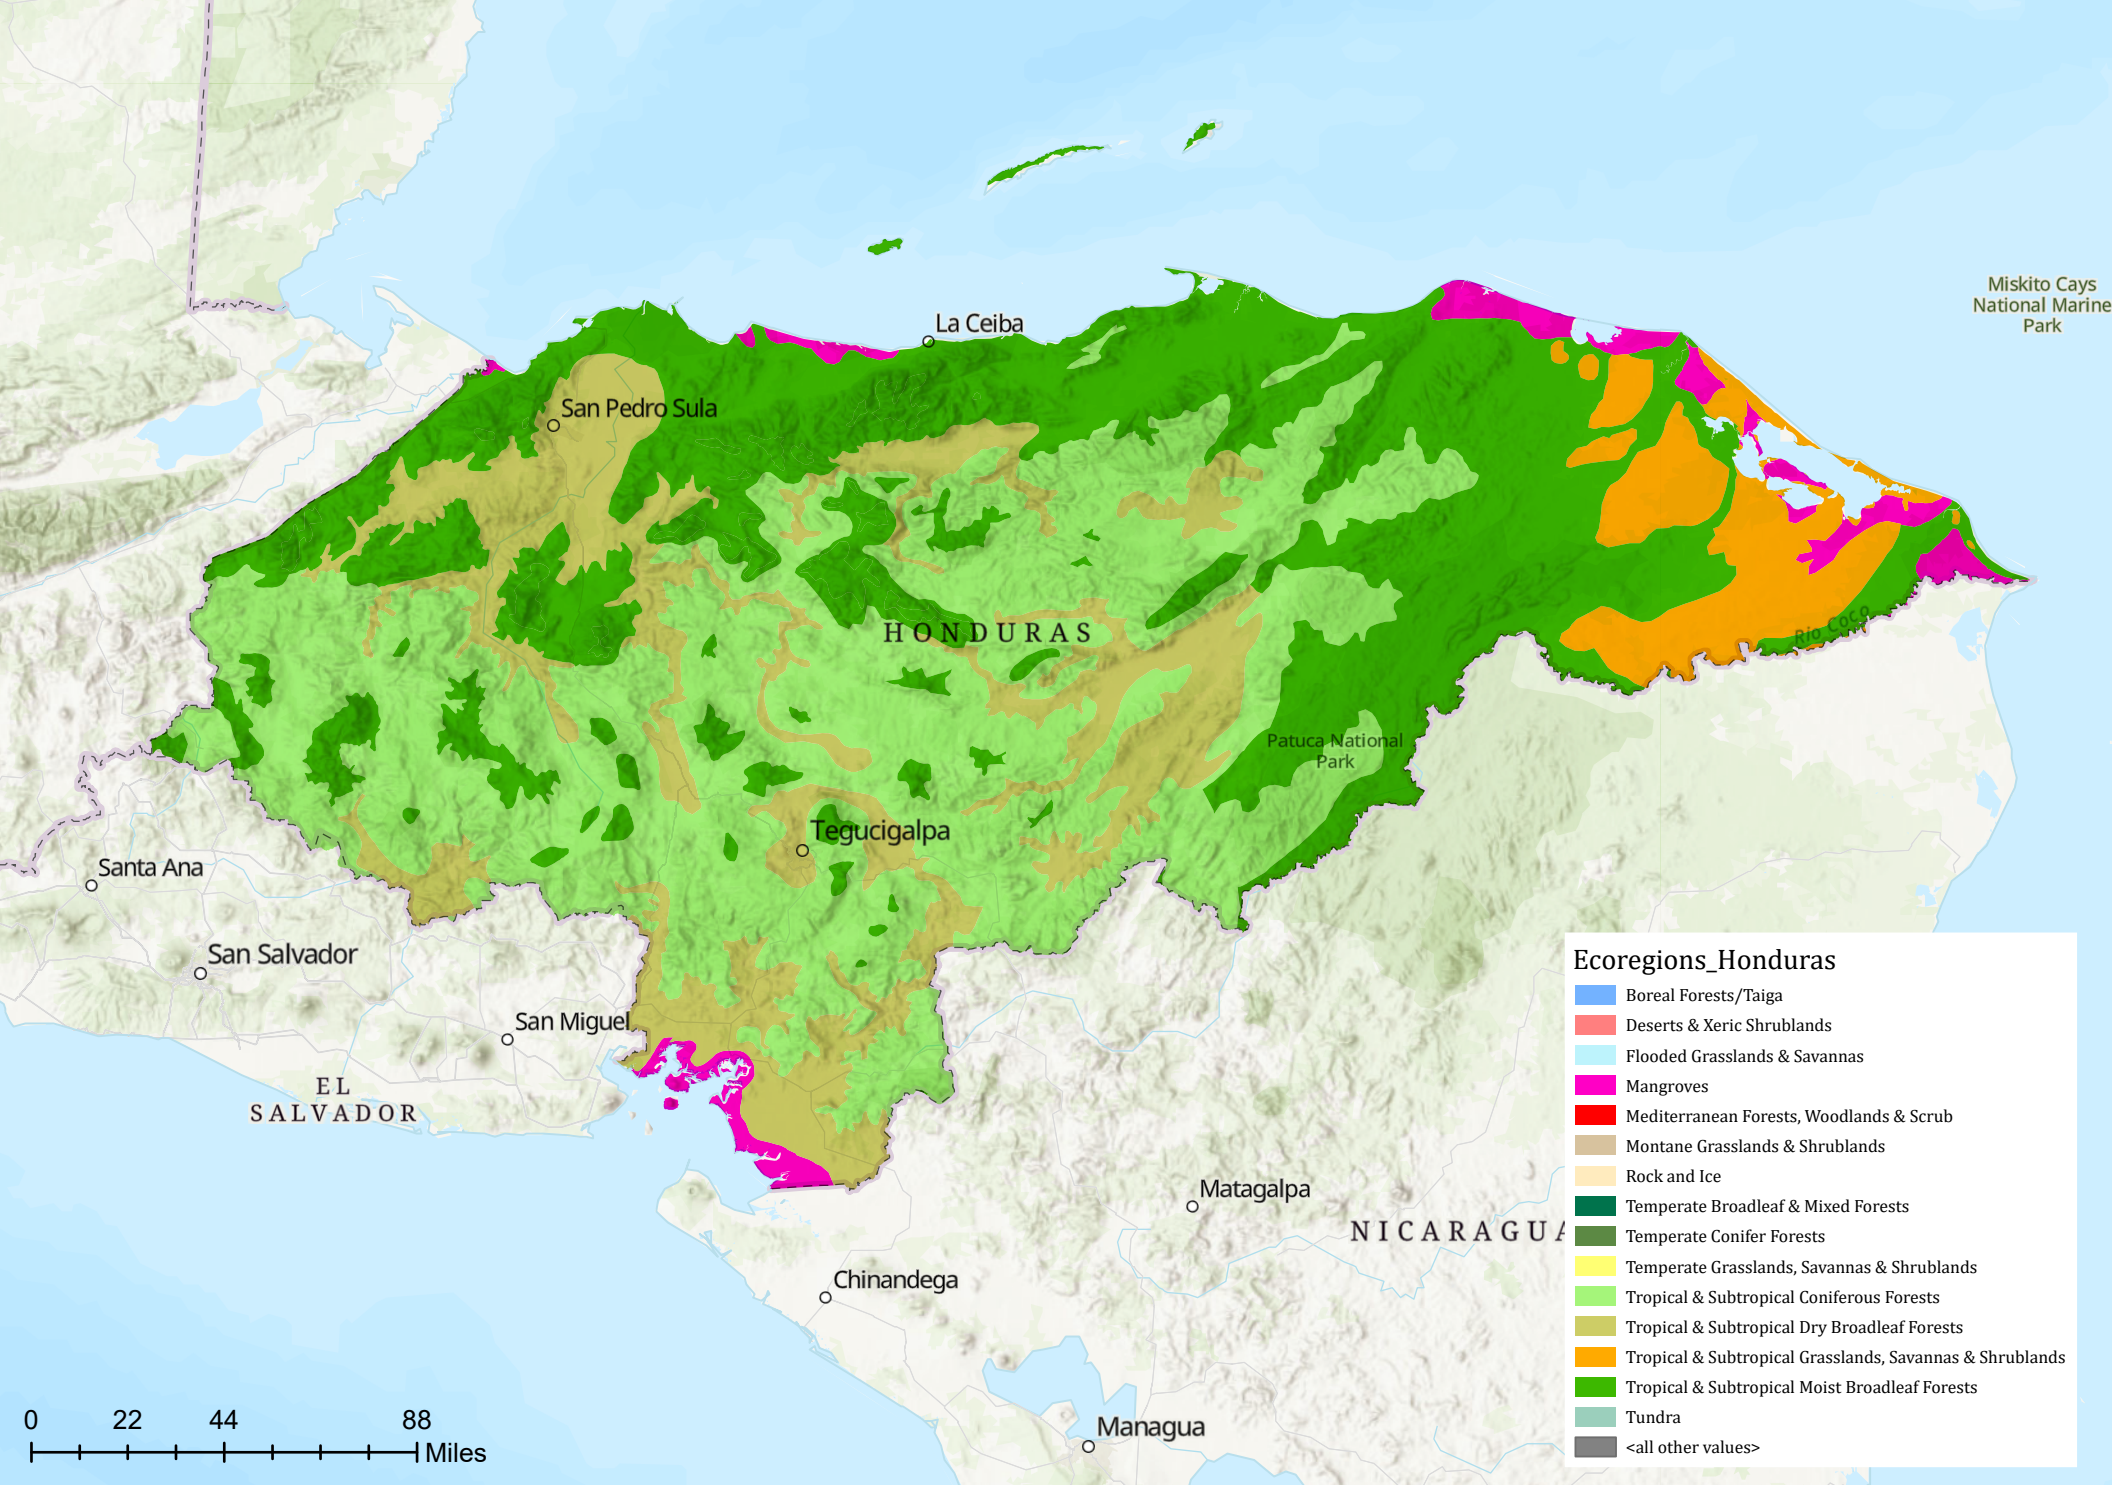 Miskito Cays
National Marine
Park
La Ceiba
San Pedro Sula
HONDURAS
Rio Coco
Patuca National
Park
Tegucigalpa
Santa Ana
San Salvador
San Miguel
EL
SALVADOR
Matagalpa
NICARAGUA
Chinandega
Managua
Ecoregions_Honduras
Boreal Forests/Taiga
Deserts & Xeric Shrublands
Flooded Grasslands & Savannas
Mangroves
Mediterranean Forests, Woodlands & Scrub
Montane Grasslands & Shrublands
Rock and Ice
Temperate Broadleaf & Mixed Forests
Temperate Conifer Forests
Temperate Grasslands, Savannas & Shrublands
Tropical & Subtropical Coniferous Forests
Tropical & Subtropical Dry Broadleaf Forests
Tropical & Subtropical Grasslands, Savannas & Shrublands
Tropical & Subtropical Moist Broadleaf Forests
Tundra
<all other values>
0 22 44 88
Miles